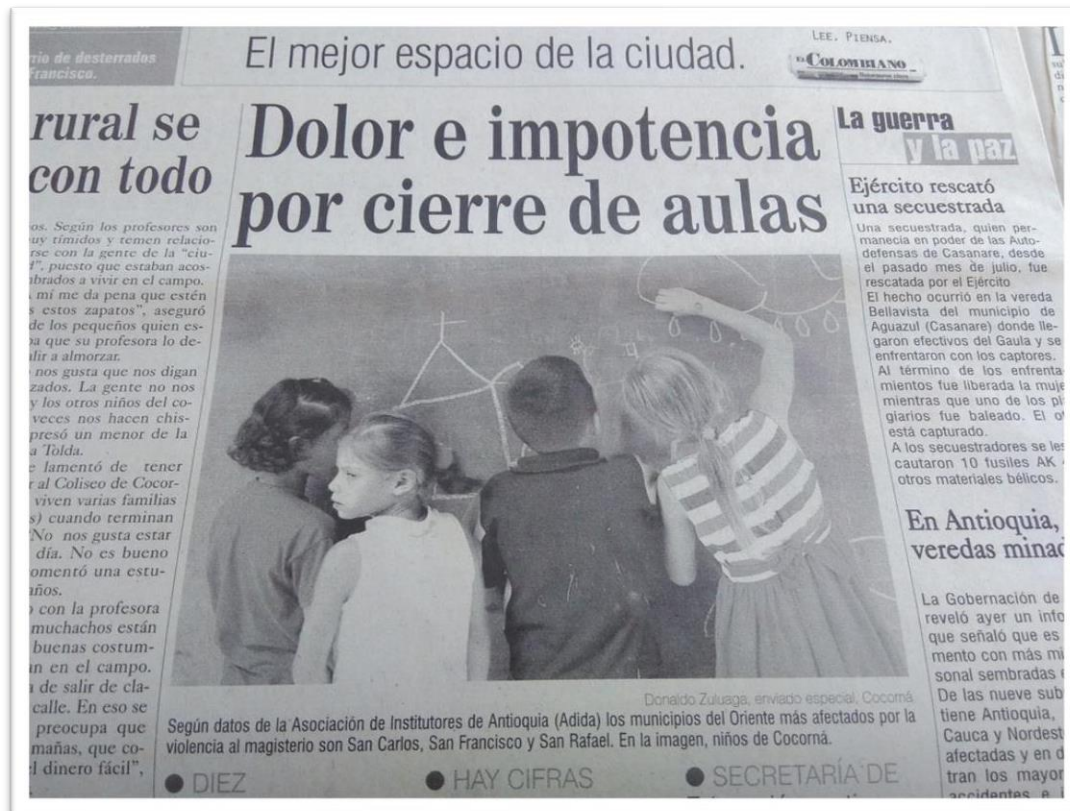 rio de desterrados
Francisco.
El mejor espacio de la ciudad.
LEE. PIENSA.
EL COLOMBIANO
rural se
con todo
os. Según los profesores son
uy tímidos y temen relacio-
rse con la gente de la "ciu-
d", puesto que estaban acos-
mbrados a vivir en el campo.
mí me da pena que estén
s estos zapatos", aseguró
de los pequeños quien es-
ba que su profesora lo de-
lir a almorzar.
nos gusta que nos digan
zados. La gente no nos
y los otros niños del co-
veces nos hacen chis-
presó un menor de la
a Tolda.
e lamentó de tener
r al Coliseo de Cocor-
viven varias familias
s) cuando terminan
"No nos gusta estar
día. No es bueno
omentó una estu-
años.
con la profesora
muchachos están
buenas costum-
an en el campo.
a de salir de cla-
calle. En eso se
preocupa que
mañas, que co-
l dinero fácil",
Dolor e impotencia
por cierre de aulas
Donaldo Zuluaga, enviado especial, Cocorná
Según datos de la Asociación de Institutores de Antioquia (Adida) los municipios del Oriente más afectados por la
violencia al magisterio son San Carlos, San Francisco y San Rafael. En la imagen, niños de Cocorná.
● DIEZ
● HAY CIFRAS
● SECRETARÍA DE
La guerra
y la paz
Ejército rescató
una secuestrada
Una secuestrada, quien per-
manecía en poder de las Auto-
defensas de Casanare, desde
el pasado mes de julio, fue
rescatada por el Ejército
El hecho ocurrió en la vereda
Bellavista del municipio de
Aguazul (Casanare) donde lle-
garon efectivos del Gaula y se
enfrentaron con los captores.
Al término de los enfrenta-
mientos fue liberada la muje
mientras que uno de los pl
giarios fue baleado. El ot
está capturado.
A los secuestradores se les
cautaron 10 fusiles AK
otros materiales bélicos.
En Antioquia,
veredas minad
La Gobernación de
reveló ayer un info
que señaló que es
mento con más mi
sonal sembradas e
De las nueve sub
tiene Antioquia,
Cauca y Nordest
afectadas y en d
tran los mayor
accidentes e i